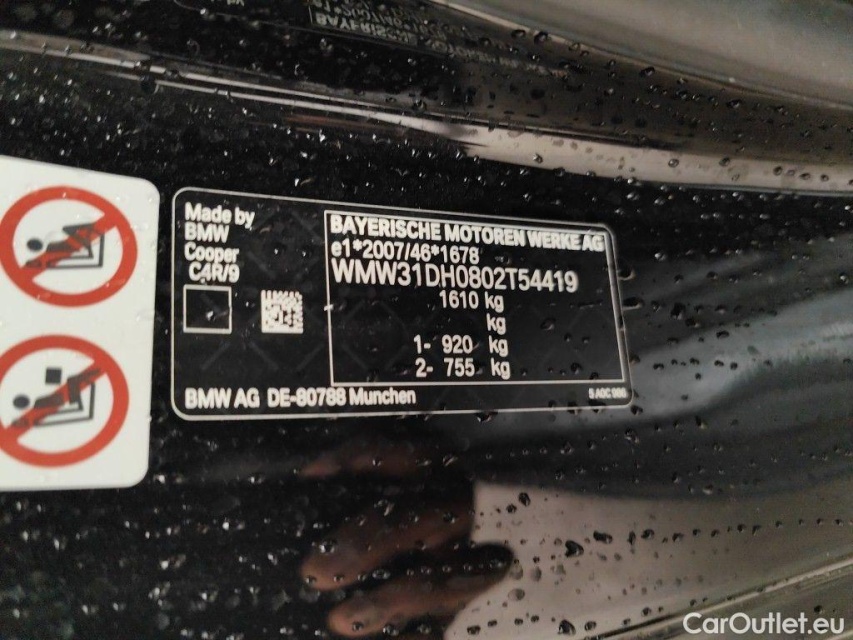 Made by
BMW
Cooper
C4R/9
BAYERISCHE MOTOREN WERKE AG
e1*2007/46*1678
WMW31DH0802T54419
1610 kg
kg
1- 920 kg
2- 755 kg
BMW AG DE-80788 Munchen
CarOutlet.eu